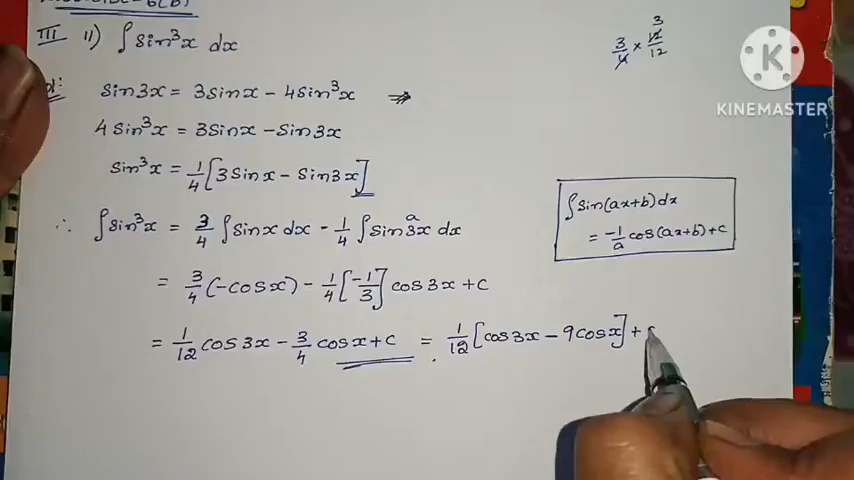 III ii) ∫ sin³x dx
sin3x = 3sinx - 4sin³x ⇒
4sin³x = 3sinx - sin3x
sin³x = 1/4 [3sinx - sin3x]
∴ ∫ sin³x = 3/4 ∫ sinx dx - 1/4 ∫ sin3x dx
a
= 3/4 (-cosx) - 1/4 [-1/3] cos3x + c
= 1/12 cos3x - 3/4 cosx + c = 1/12 [cos3x - 9cosx] + c
3/4 × 12/12
3
∫ sin(ax+b)dx
= -1/a cos(ax+b) + c
K
KINEMASTER